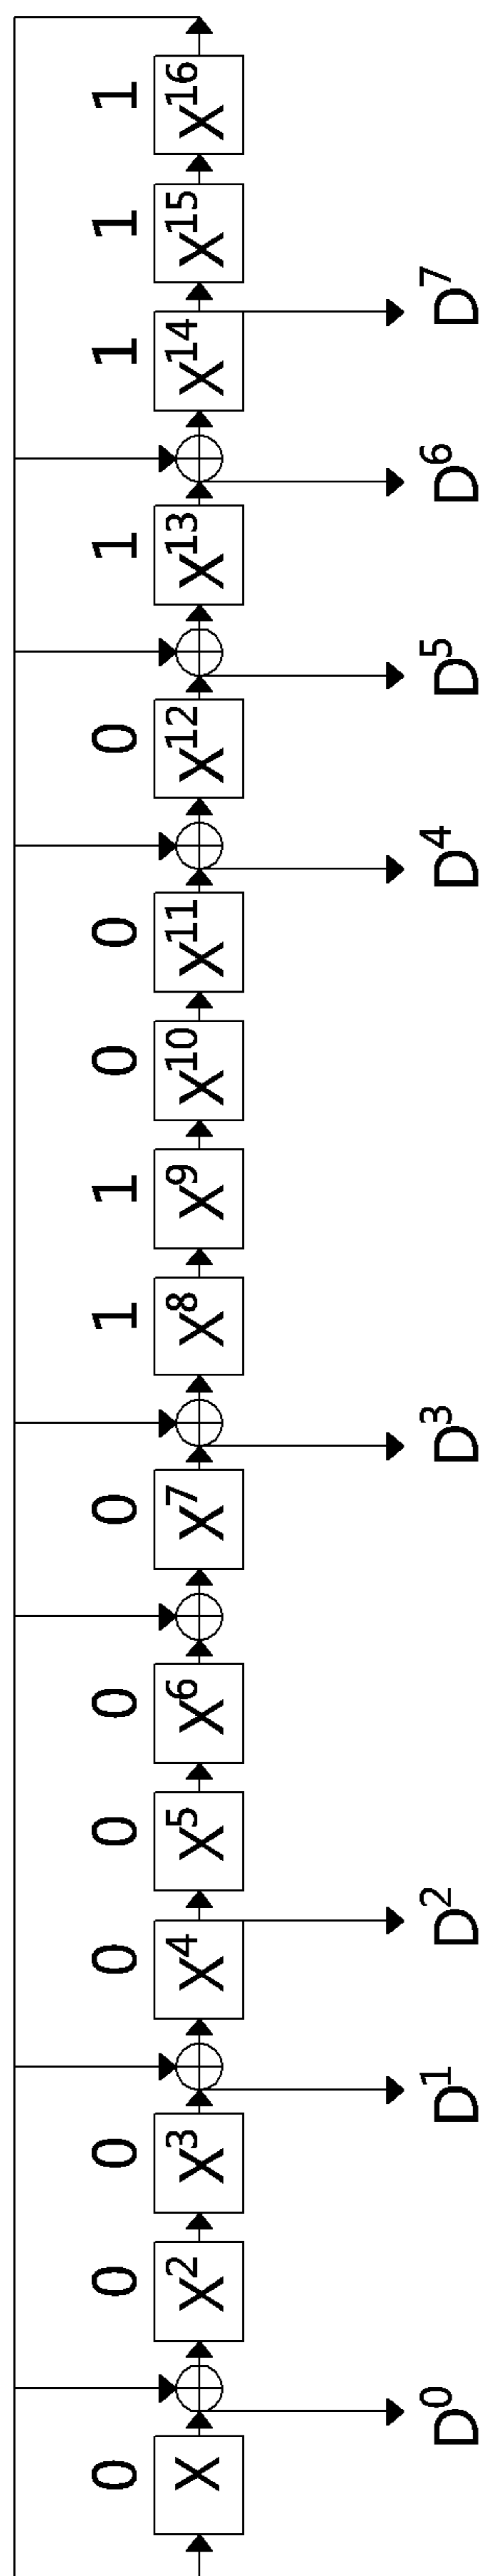 0 0 0 0 0 0 0 1 1 0 0 0 1 1 1 1
X X² X³ X⁴ X⁵ X⁶ X⁷ X⁸ X⁹ X¹⁰ X¹¹ X¹² X¹³ X¹⁴ X¹⁵ X¹⁶
D⁰ D¹ D² D³ D⁴ D⁵ D⁶ D⁷